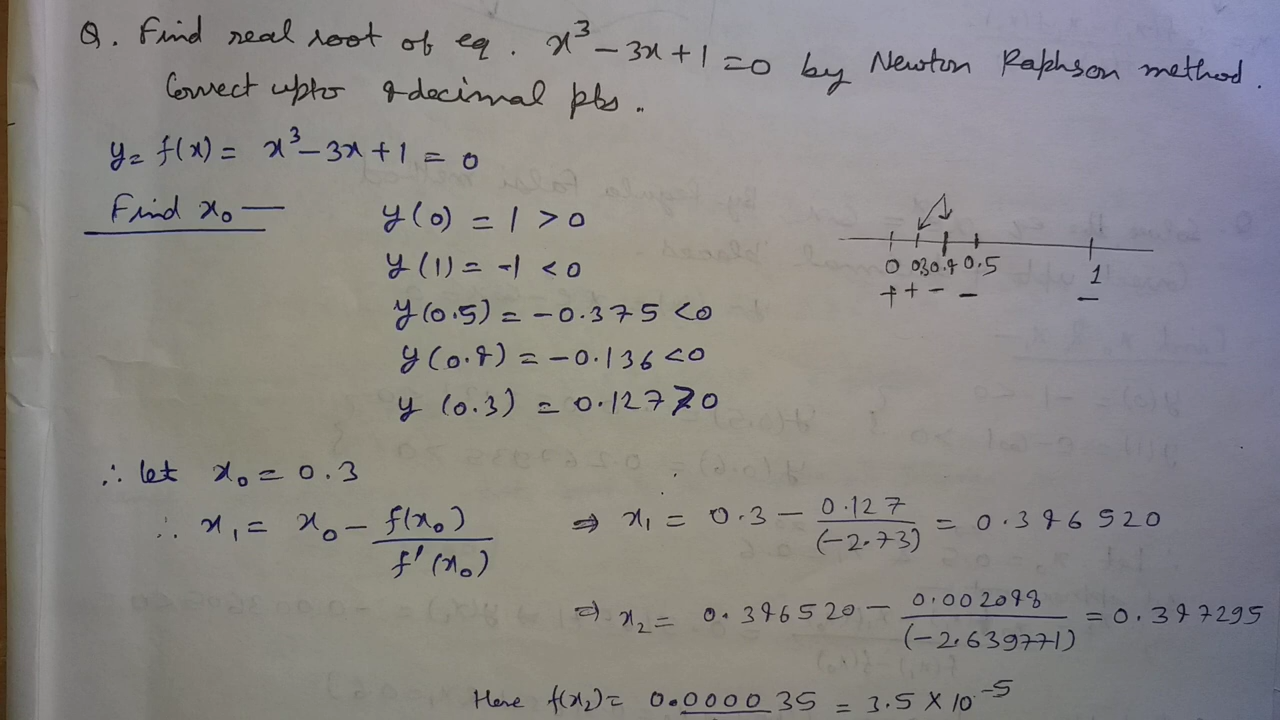 Q. Find real root of eq. x³ – 3x + 1 = 0 by Newton Raphson method.
Correct upto 4 decimal pts.
y = f(x) = x³ – 3x + 1 = 0
Find x₀ —
y(0) = 1 > 0
y(1) = -1 < 0
y(0.5) = -0.375 < 0
y(0.4) = -0.136 < 0
y(0.3) = 0.127 > 0
0 0.3 0.4 0.5 1
+ + – – –
∴ let x₀ = 0.3
∴ x₁ = x₀ – f(x₀)/f'(x₀) ⇒ x₁ = 0.3 – 0.127/(-2.73) = 0.346520
⇒ x₂ = 0.346520 – 0.002048/(-2.639771) = 0.347295
Here f(x₂) = 0.000035 = 3.5 × 10⁻⁵